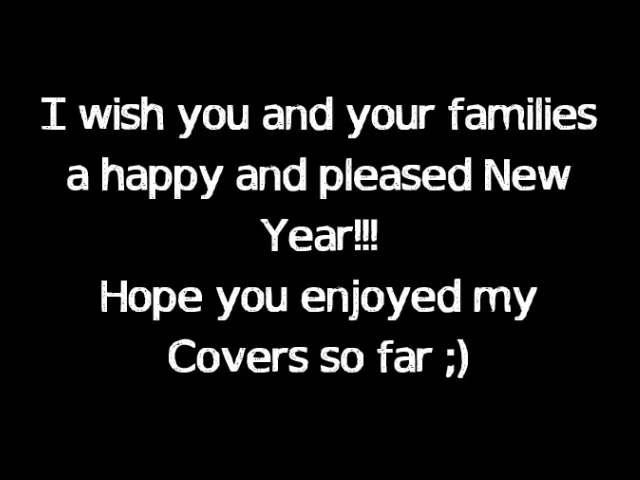 I wish you and your families
a happy and pleased New
Year!!!
Hope you enjoyed my
Covers so far ;)